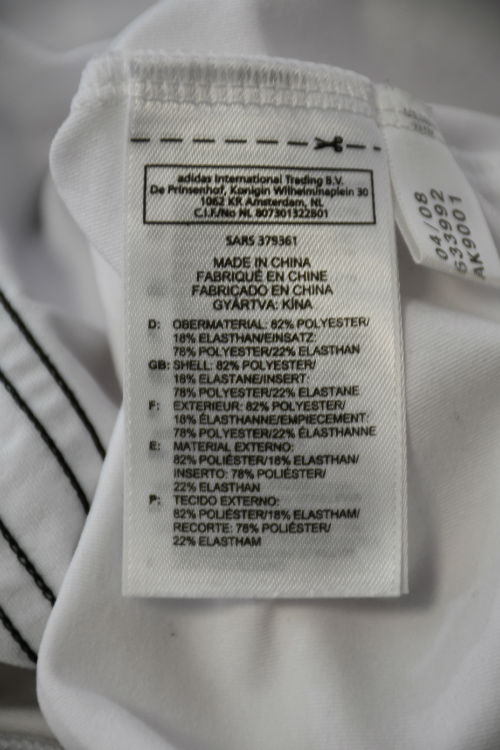 adidas International Trading B.V.
De Prinsenhof, Konigin Wilhelminaplein 30
1062 KR Amsterdam, NL
C.I.F/No NL 807301322B01
SARS 379361
MADE IN CHINA
FABRIQUÉ EN CHINE
FABRICADO EN CHINA
GYÁRTVA: KÍNA
D: OBERMATERIAL: 82% POLYESTER/
18% ELASTHAN/EINSATZ:
78% POLYESTER/22% ELASTHAN
GB: SHELL: 82% POLYESTER/
18% ELASTANE/INSERT:
78% POLYESTER/22% ELASTANE
F: EXTERIEUR: 82% POLYESTER/
18% ÉLASTHANNE/EMPIECEMENT:
78% POLYESTER/22% ÉLASTHANNE
E: MATERIAL EXTERNO:
82% POLIÉSTER/18% ELASTHAN/
INSERTO: 78% POLIÉSTER/
22% ELASTHAN
P: TECIDO EXTERNO:
82% POLIÉSTER/18% ELASTHAM/
RECORTE: 78% POLIÉSTER/
22% ELASTHAM
04/08
633992
AK9001